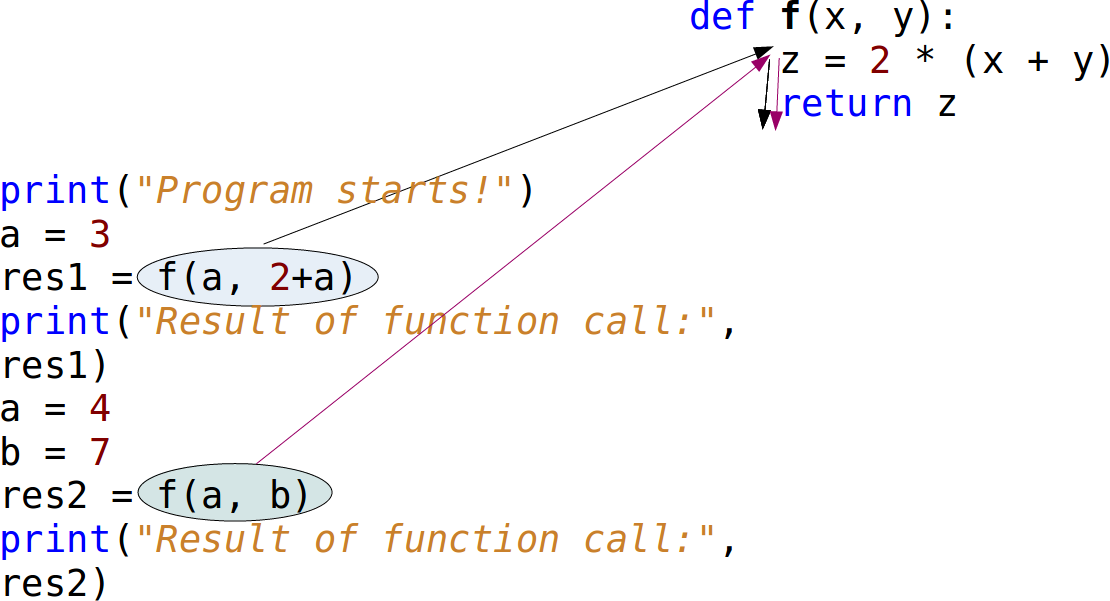 def f(x, y):
    z = 2 * (x + y)
    return z
print("Program starts!")
a = 3
res1 = f(a, 2+a)
print("Result of function call:",
res1)
a = 4
b = 7
res2 = f(a, b)
print("Result of function call:",
res2)